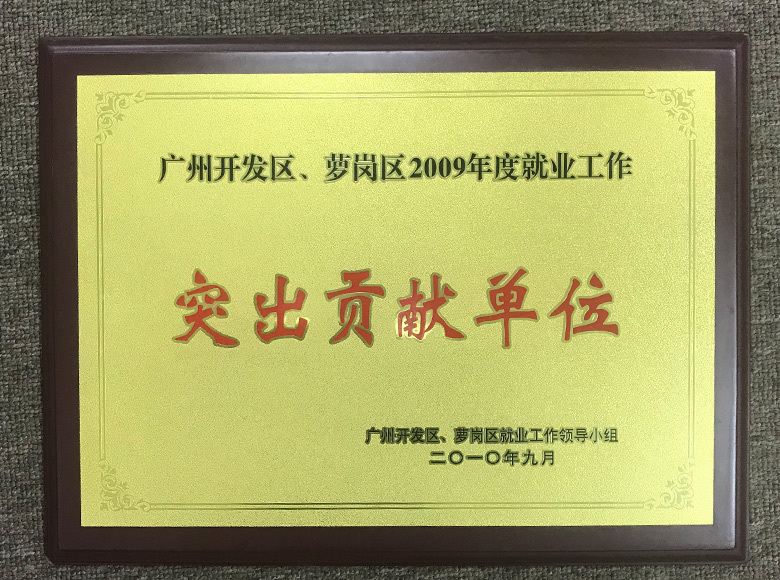 广州开发区、萝岗区2009年度就业工作
突出贡献单位
广州开发区、萝岗区就业工作领导小组
二〇一〇年九月